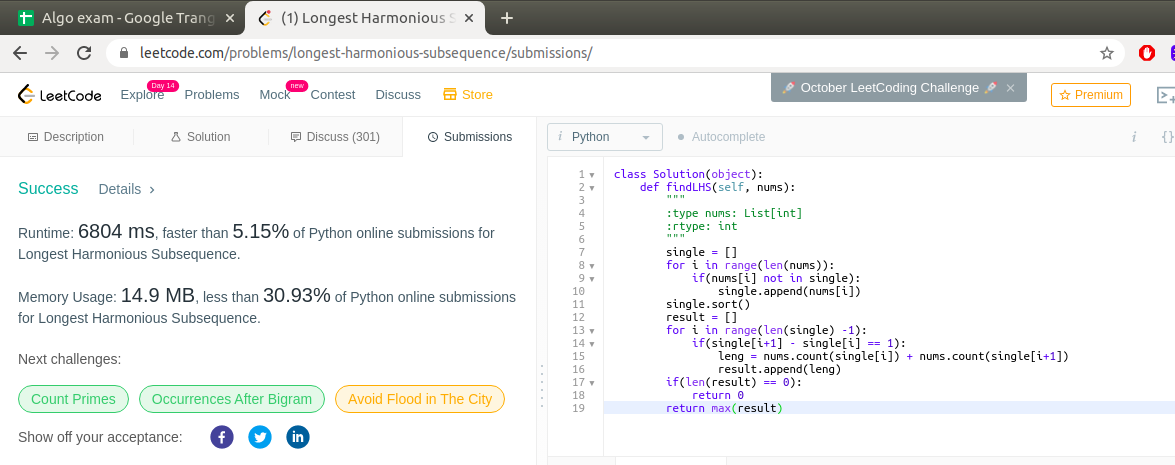 Algo exam - Google Trang
(1) Longest Harmonious S
leetcode.com/problems/longest-harmonious-subsequence/submissions/
LeetCode
Explore
Day 14
Problems
Mock
new
Contest
Discuss
Store
October LeetCoding Challenge
Premium
Description
Solution
Discuss (301)
Submissions
i Python
Autocomplete
i {}
Success
Details >
Runtime: 6804 ms, faster than 5.15% of Python online submissions for
Longest Harmonious Subsequence.
Memory Usage: 14.9 MB, less than 30.93% of Python online submissions
for Longest Harmonious Subsequence.
Next challenges:
Count Primes
Occurrences After Bigram
Avoid Flood in The City
Show off your acceptance:
1 class Solution(object):
2 def findLHS(self, nums):
3 """
4 :type nums: List[int]
5 :rtype: int
6 """
7 single = []
8 for i in range(len(nums)):
9 if(nums[i] not in single):
10 single.append(nums[i])
11 single.sort()
12 result = []
13 for i in range(len(single) -1):
14 if(single[i+1] - single[i] == 1):
15 leng = nums.count(single[i]) + nums.count(single[i+1])
16 result.append(leng)
17 if(len(result) == 0):
18 return 0
19 return max(result)